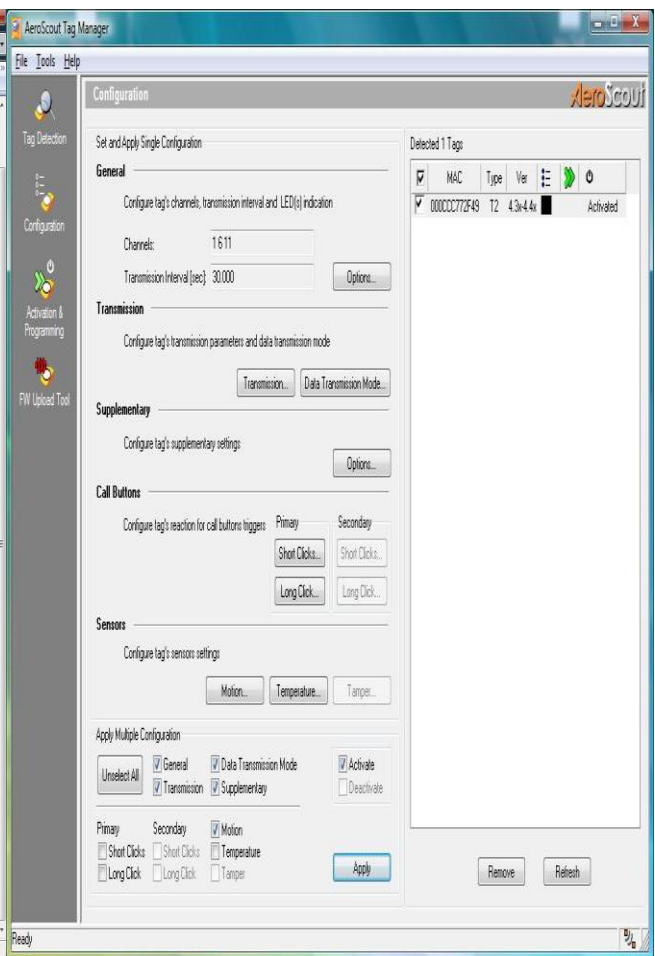 AeroScout Tag Manager
File Tools Help
Tag Detection
Configuration
Activation &
Programming
FW Upload Tool
Configuration
AeroScout
Set and Apply Single Configuration
General
Configure tag's channels, transmission interval and LED(s) indication
Channels: 1 6 11
Transmission Interval [sec]: 30.000 Options...
Transmission
Configure tag's transmission parameters and data transmission mode
Transmission... Data Transmission Mode...
Supplementary
Configure tag's supplementary settings
Options...
Call Buttons
Configure tag's reaction for call buttons triggers Primary Secondary
Short Clicks... Short Clicks...
Long Click... Long Click...
Sensors
Configure tag's sensors settings
Motion... Temperature... Tamper...
Apply Multiple Configuration
Unselect All General Data Transmission Mode Activate
Transmission Supplementary Deactivate
Primary Secondary Motion
Short Clicks Short Clicks Temperature
Long Click Long Click Tamper
Apply
Detected 1 Tags
MAC Type Ver
000CCC772F49 T2 4.3x-4.4x Activated
Remove Refresh
Ready